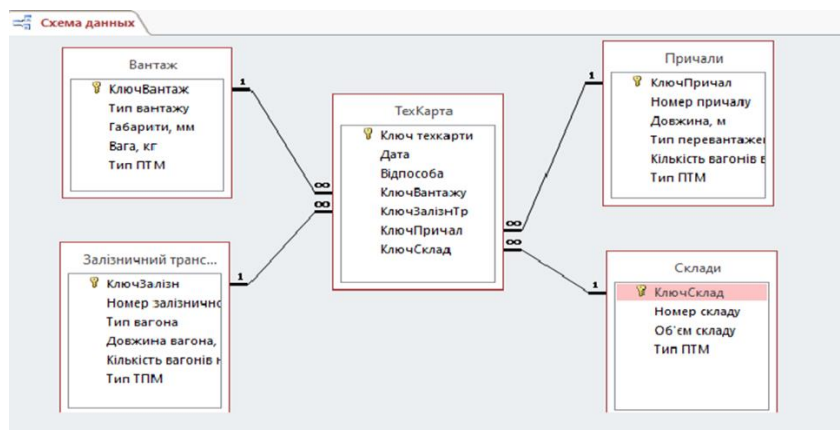 Схема данных
Вантаж
КлючВантаж
Тип вантажу
Габарити, мм
Вага, кг
Тип ПТМ
1
∞
ТехКарта
Ключ техкарти
Дата
Відпособа
КлючВантажу
КлючЗалізнТр
КлючПричал
КлючСклад
∞
∞
∞
Причали
КлючПричал
Номер причалу
Довжина, м
Тип перевантажен
Кількість вагонів в
Тип ПТМ
1
Залізничний транс...
КлючЗалізн
Номер залізнично
Тип вагона
Довжина вагона,
Кількість вагонів н
Тип ТПМ
1
Склади
КлючСклад
Номер складу
Об'єм складу
Тип ПТМ
1